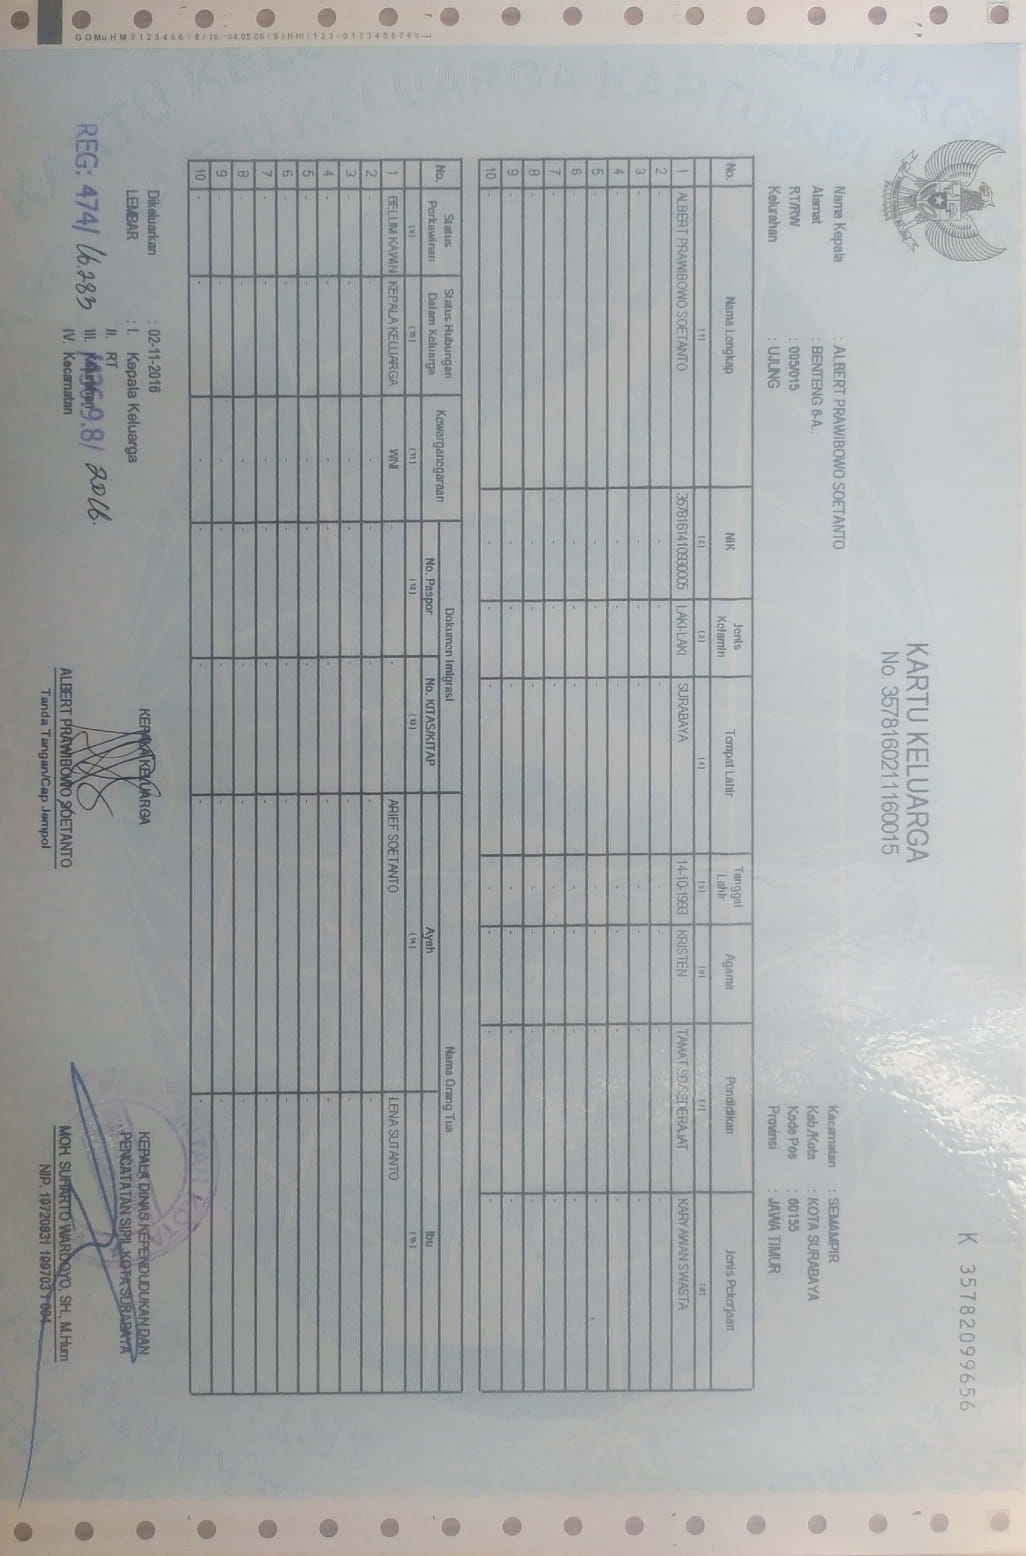 K 35782099656
KARTU KELUARGA
No. 3578160211160015
Nama Kepala : ALBERT PRAWIBOWO SOETANTO
Alamat : BENTENG 6-A..
RT/RW : 005/015
Kelurahan : UJUNG
Kecamatan : SEMAMPIR
Kab./Kota : KOTA SURABAYA
Kode Pos : 60155
Provinsi : JAWA TIMUR
No. Nama Lengkap NIK Jenis Kelamin Tempat Lahir Tanggal Lahir Agama Pendidikan Jenis Pekerjaan
(1) (2) (3) (4) (5) (6) (7) (8)
1 ALBERT PRAWIBOWO SOETANTO 3578161410930005 LAKI-LAKI SURABAYA 14-10-1993 KRISTEN TAMAT SD/SEDERAJAT KARYAWAN SWASTA
2 - - - - - - - -
3 - - - - - - - -
4 - - - - - - - -
5 - - - - - - - -
6 - - - - - - - -
7 - - - - - - - -
8 - - - - - - - -
9 - - - - - - - -
10 - - - - - - - -
No. Status Perkawinan Status Hubungan Dalam Keluarga Kewarganegaraan Dokumen Imigrasi Nama Orang Tua
No. Paspor No. KITAS/KITAP Ayah Ibu
(9) (10) (11) (12) (13) (14) (15)
1 BELUM KAWIN KEPALA KELUARGA WNI - - ARIEF SOETANTO LENA SUTANTO
2 - - - - - - -
3 - - - - - - -
4 - - - - - - -
5 - - - - - - -
6 - - - - - - -
7 - - - - - - -
8 - - - - - - -
9 - - - - - - -
10 - - - - - - -
Dikeluarkan : 02-11-2016
LEMBAR : I. Kepala Keluarga
II. RT
III.
IV. Kecamatan
REG: 474/16.283/436.9.8/2016.
KEPALA KELUARGA
ALBERT PRAWIBOWO SOETANTO
Tanda Tangan/Cap Jempol
KEPALA DINAS KEPENDUDUKAN DAN
PENCATATAN SIPIL KOTA SURABAYA
MOH. SUHARTO WARDOYO, SH., M.Hum
NIP. 19720831 199703 1 004